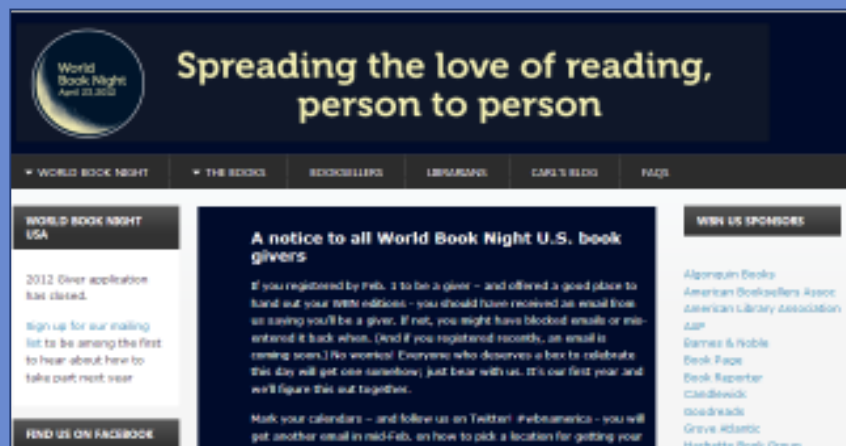 World
Book Night
April 23, 2012
Spreading the love of reading,
person to person
WORLD BOOK NIGHT
THE BOOKS
BOOKSELLERS
LIBRARIANS
CARL'S BLOG
FAQS
WORLD BOOK NIGHT
USA
2012 Giver application
has closed.
Sign up for our mailing
list to be among the first
to hear about how to
take part next year
FIND US ON FACEBOOK
A notice to all World Book Night U.S. book
givers
If you registered by Feb. 1 to be a giver – and offered a good place to
hand out your WBN editions – you should have received an email from
us saying you'll be a giver. If not, you might have blocked emails or mis-
entered it back when. (And if you registered recently, an email is
coming soon.) No worries! Everyone who deserves a box to celebrate
this day will get one somehow; just bear with us. It's our first year and
we'll figure this out together.
Mark your calendars – and follow us on Twitter! #wbnamerica - you will
get another email in mid-Feb. on how to pick a location for getting your
WBN US SPONSORS
Algonquin Books
American Booksellers Assoc
American Library Association
AAP
Barnes & Noble
Book Page
Book Reporter
Candlewick
Goodreads
Grove Atlantic
Hachette Book Group